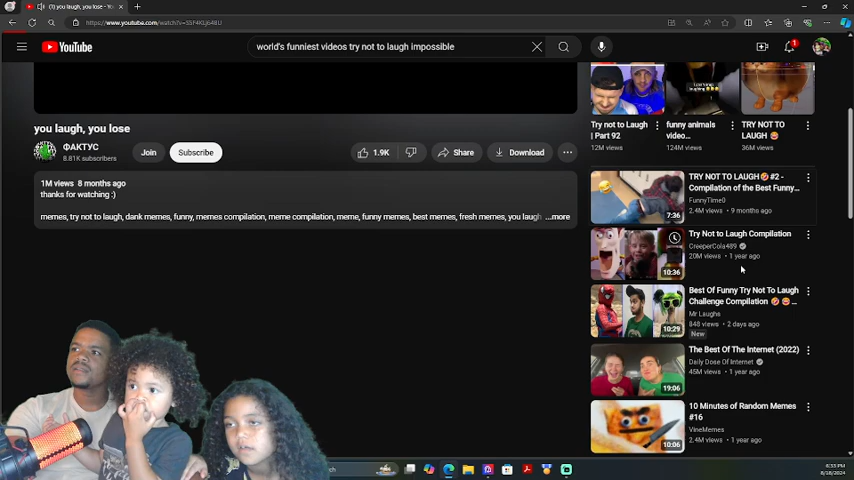 (1) you laugh, you lose
YouTube
world's funniest videos try not to laugh impossible
1
you laugh, you lose
ФАКТУС
8.81K subscribers
Join
Subscribe
1.9K
Share
Download
1M views 8 months ago
thanks for watching :)
memes, try not to laugh, dank memes, funny, memes compilation, meme compilation, meme, funny memes, best memes, fresh memes, you laugh
...more
Try not to Laugh
| Part 92
12M views
funny animals
video...
124M views
TRY NOT TO
LAUGH 🤩
36M views
TRY NOT TO LAUGH🤣#2 -
Compilation of the Best Funny...
FunnyTime0
2.4M views • 9 months ago
7:36
Try Not to Laugh Compilation
CreeperCola489
20M views • 1 year ago
10:36
Best Of Funny Try Not To Laugh
Challenge Compilation 🤣 😂 ...
Mr Laughs
848 views • 2 days ago
New
10:29
The Best Of The Internet (2022)
Daily Dose Of Internet
45M views • 1 year ago
19:06
10 Minutes of Random Memes
#16
VineMemes
2.4M views • 1 year ago
10:06
6:55 PM
8/18/2024